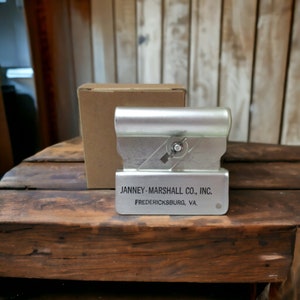 JANNEY-MARSHALL CO., INC.
FREDERICKSBURG, VA.